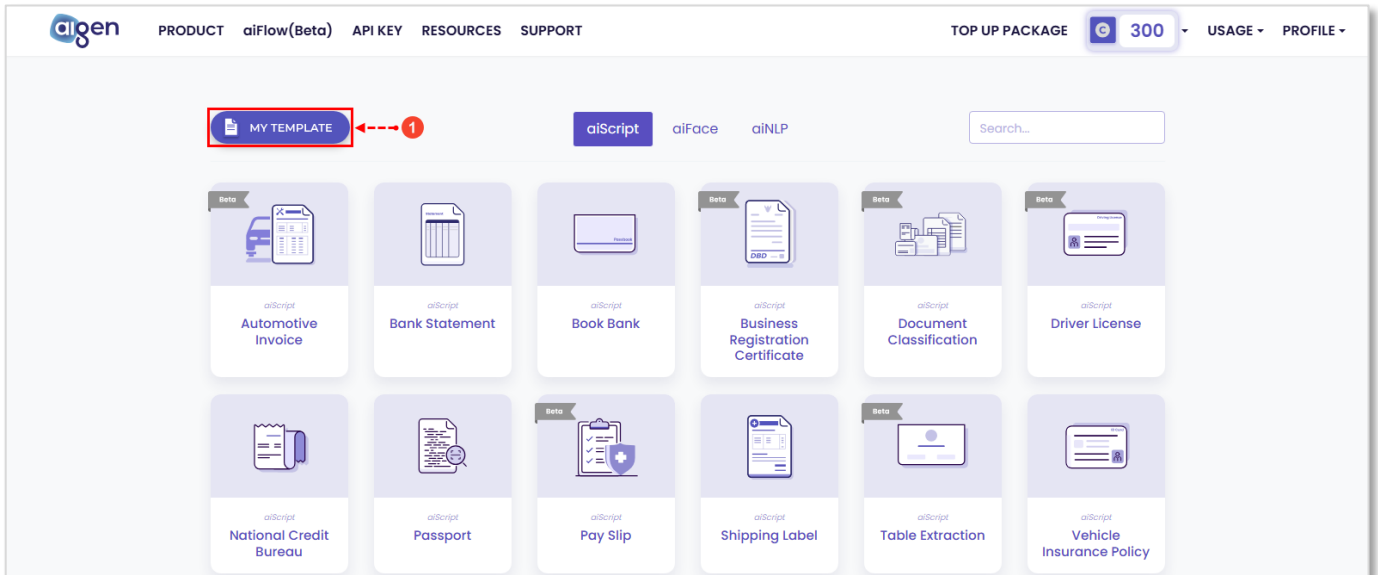 aigen
PRODUCT aiFlow(Beta) API KEY RESOURCES SUPPORT TOP UP PACKAGE C 300 USAGE PROFILE
MY TEMPLATE 1 aiScript aiFace aiNLP Search...
Beta
Beta
Beta
Beta
DBD
aiScript
Automotive
Invoice
aiScript
Bank Statement
aiScript
Book Bank
aiScript
Business
Registration
Certificate
aiScript
Document
Classification
aiScript
Driver License
Beta
Beta
aiScript
National Credit
Bureau
aiScript
Passport
aiScript
Pay Slip
aiScript
Shipping Label
aiScript
Table Extraction
aiScript
Vehicle
Insurance Policy